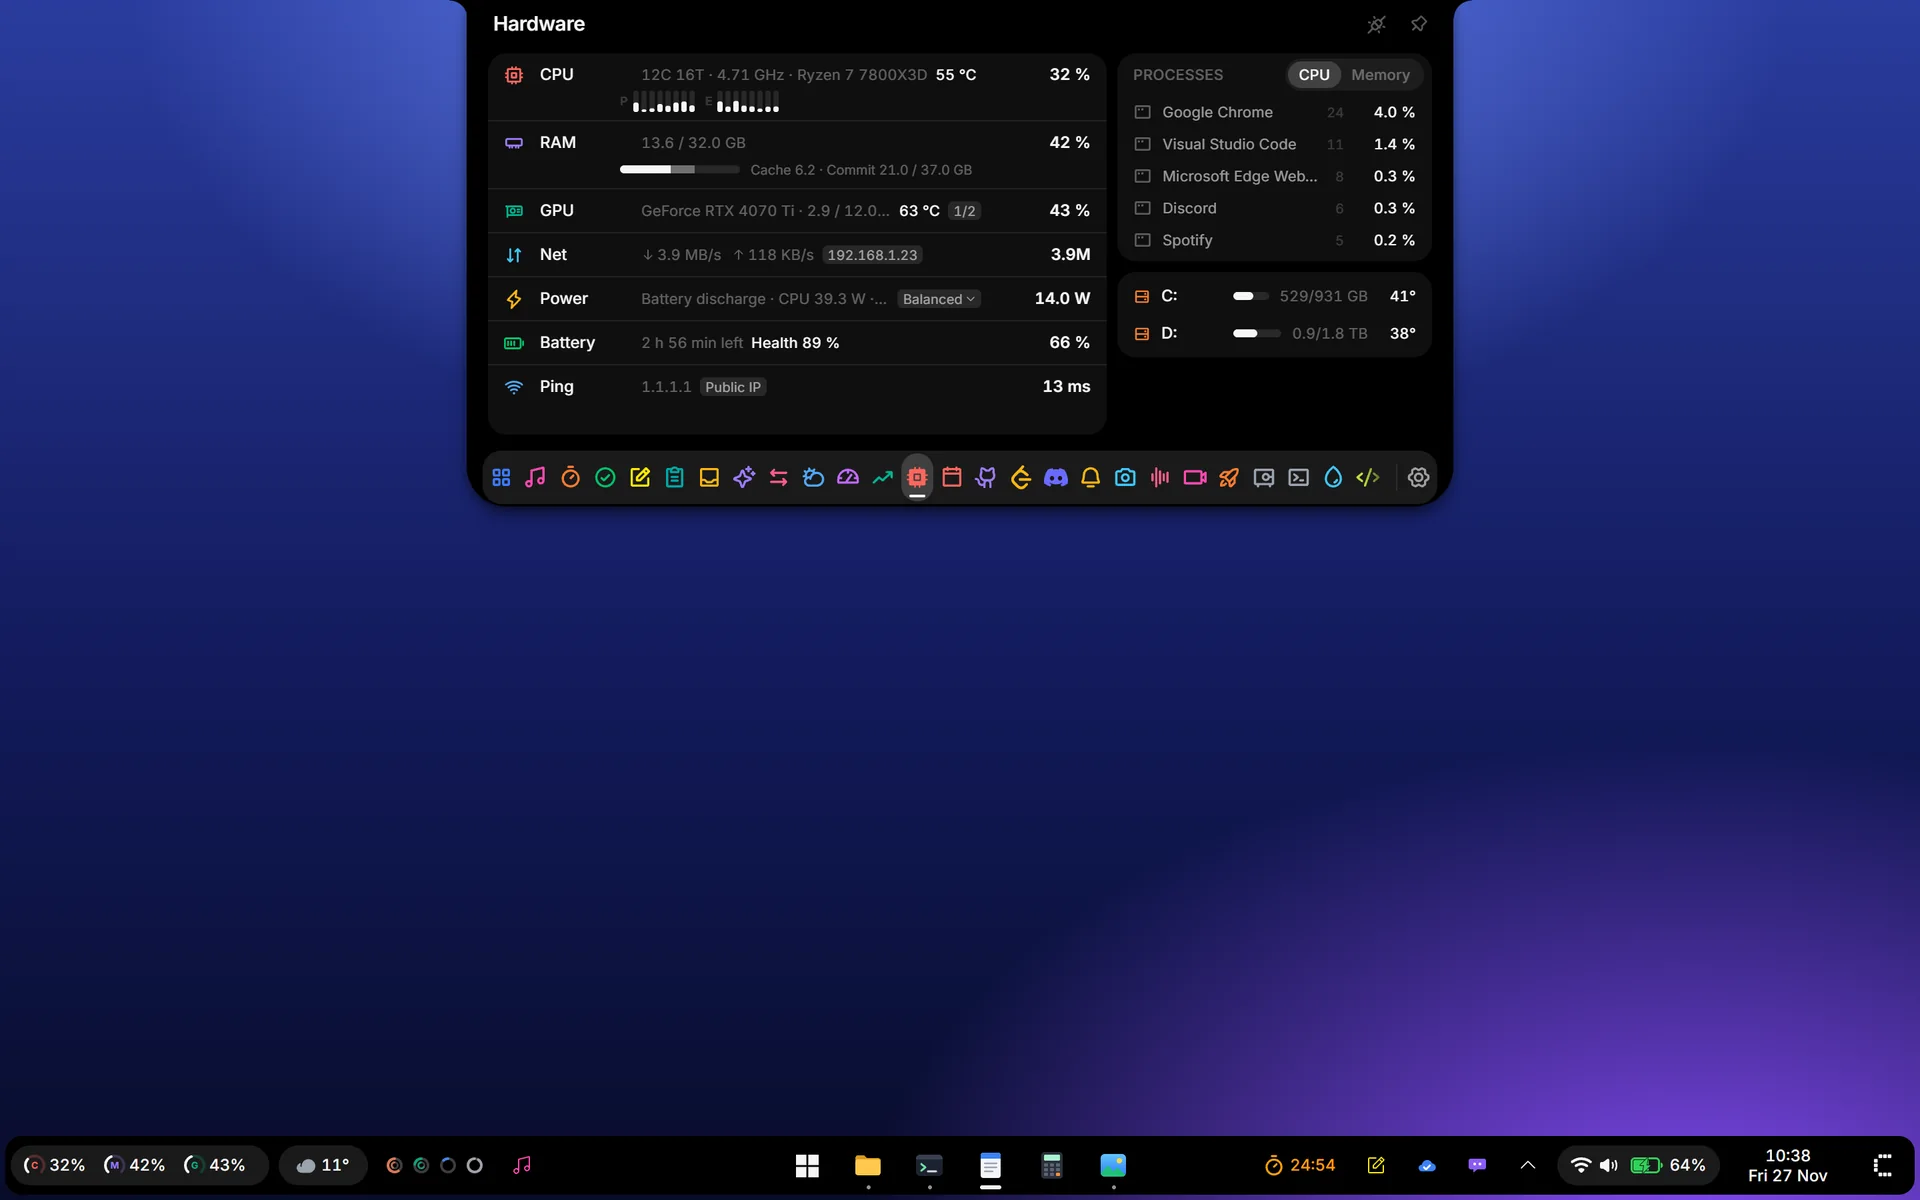 Hardware
CPU 12C 16T · 4.71 GHz · Ryzen 7 7800X3D 55 °C 32 %
P E
RAM 13.6 / 32.0 GB 42 %
Cache 6.2 · Commit 21.0 / 37.0 GB
GPU GeForce RTX 4070 Ti · 2.9 / 12.0... 63 °C 1/2 43 %
Net ↓ 3.9 MB/s ↑ 118 KB/s 192.168.1.23 3.9M
Power Battery discharge · CPU 39.3 W ·... Balanced 14.0 W
Battery 2 h 56 min left Health 89 % 66 %
Ping 1.1.1.1 Public IP 13 ms
PROCESSES CPU Memory
Google Chrome 24 4.0 %
Visual Studio Code 11 1.4 %
Microsoft Edge Web... 8 0.3 %
Discord 6 0.3 %
Spotify 5 0.2 %
C: 529/931 GB 41°
D: 0.9/1.8 TB 38°
C 32% M 42% G 43% 11° 24:54 64% 10:38
Fri 27 Nov